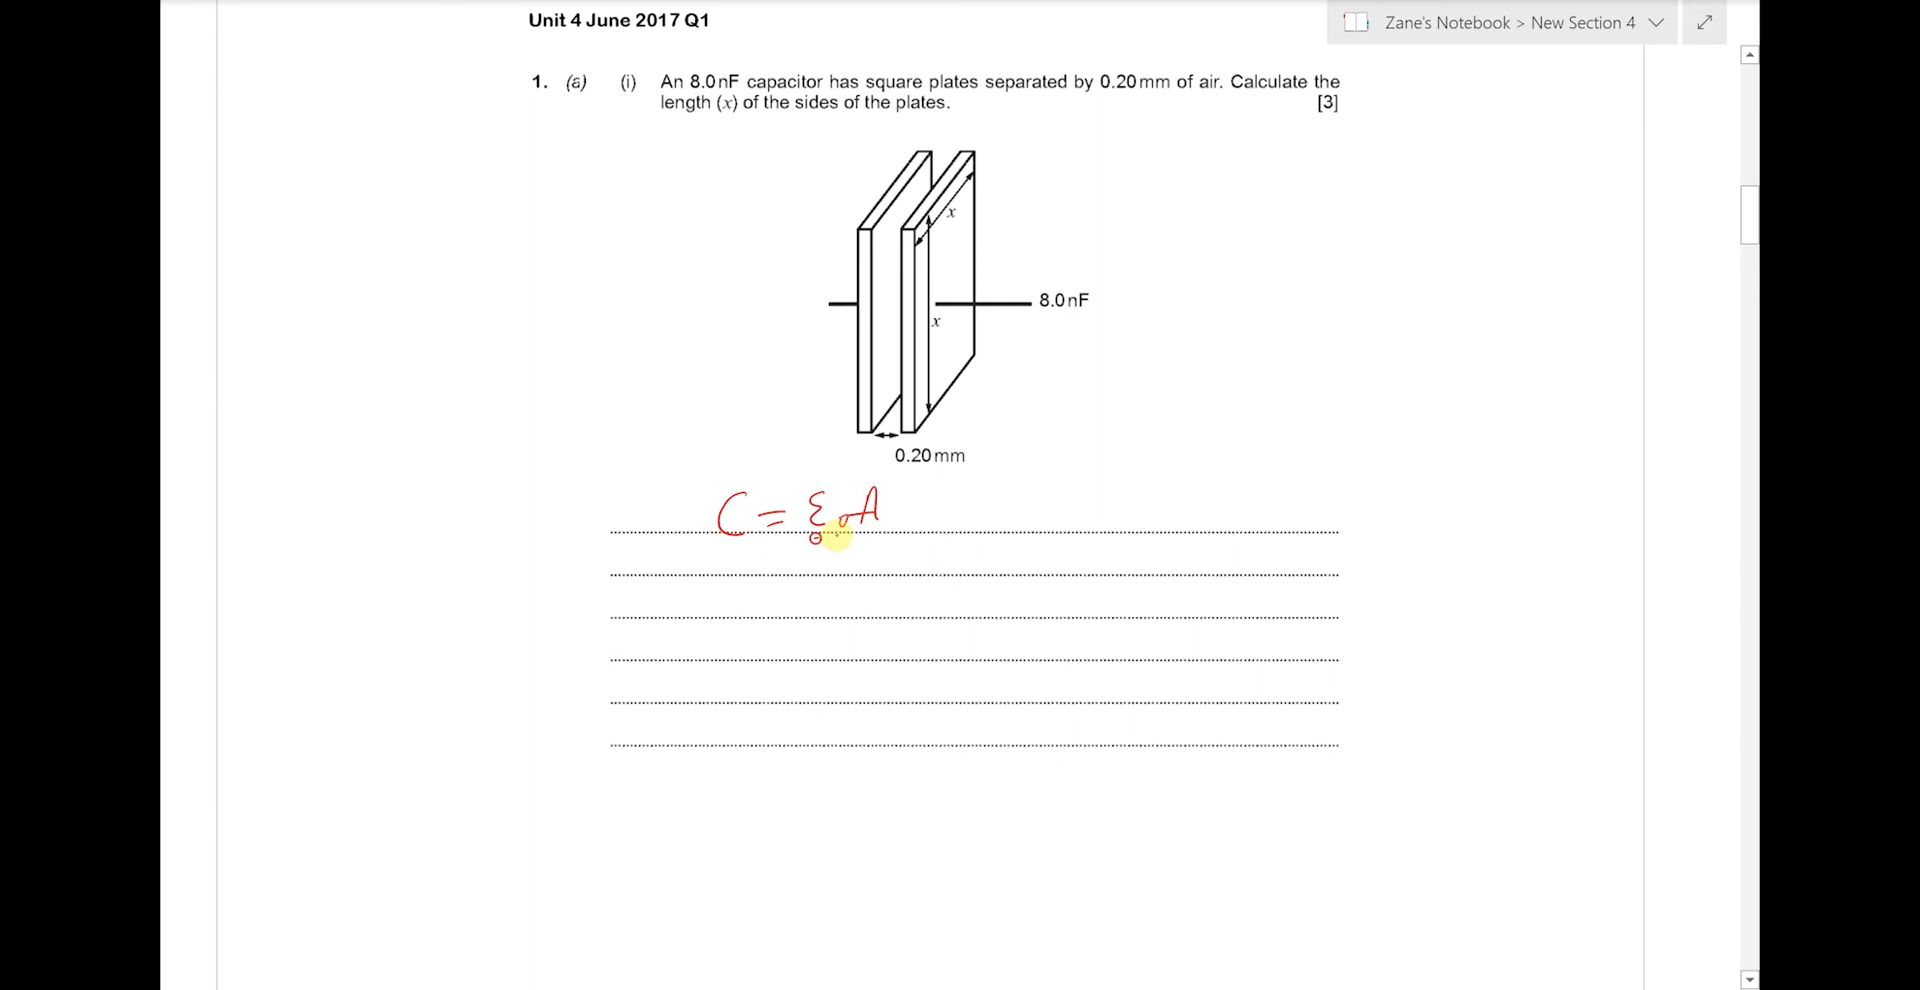 Unit 4 June 2017 Q1
Zane's Notebook > New Section 4
1. (a) (i) An 8.0 nF capacitor has square plates separated by 0.20 mm of air. Calculate the
length (x) of the sides of the plates. [3]
x
8.0 nF
x
0.20 mm
C = ε₀A